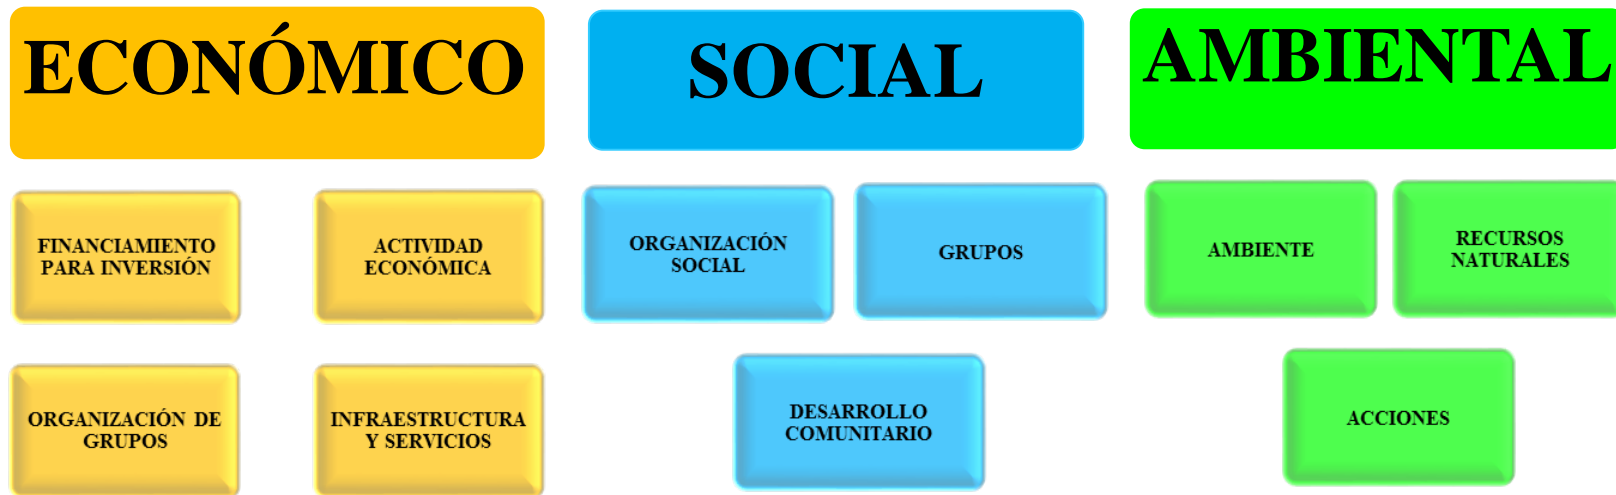 ECONÓMICO
SOCIAL
AMBIENTAL
FINANCIAMIENTO
PARA INVERSIÓN
ACTIVIDAD
ECONÓMICA
ORGANIZACIÓN DE
GRUPOS
INFRAESTRUCTURA
Y SERVICIOS
ORGANIZACIÓN
SOCIAL
GRUPOS
DESARROLLO
COMUNITARIO
AMBIENTE
RECURSOS
NATURALES
ACCIONES